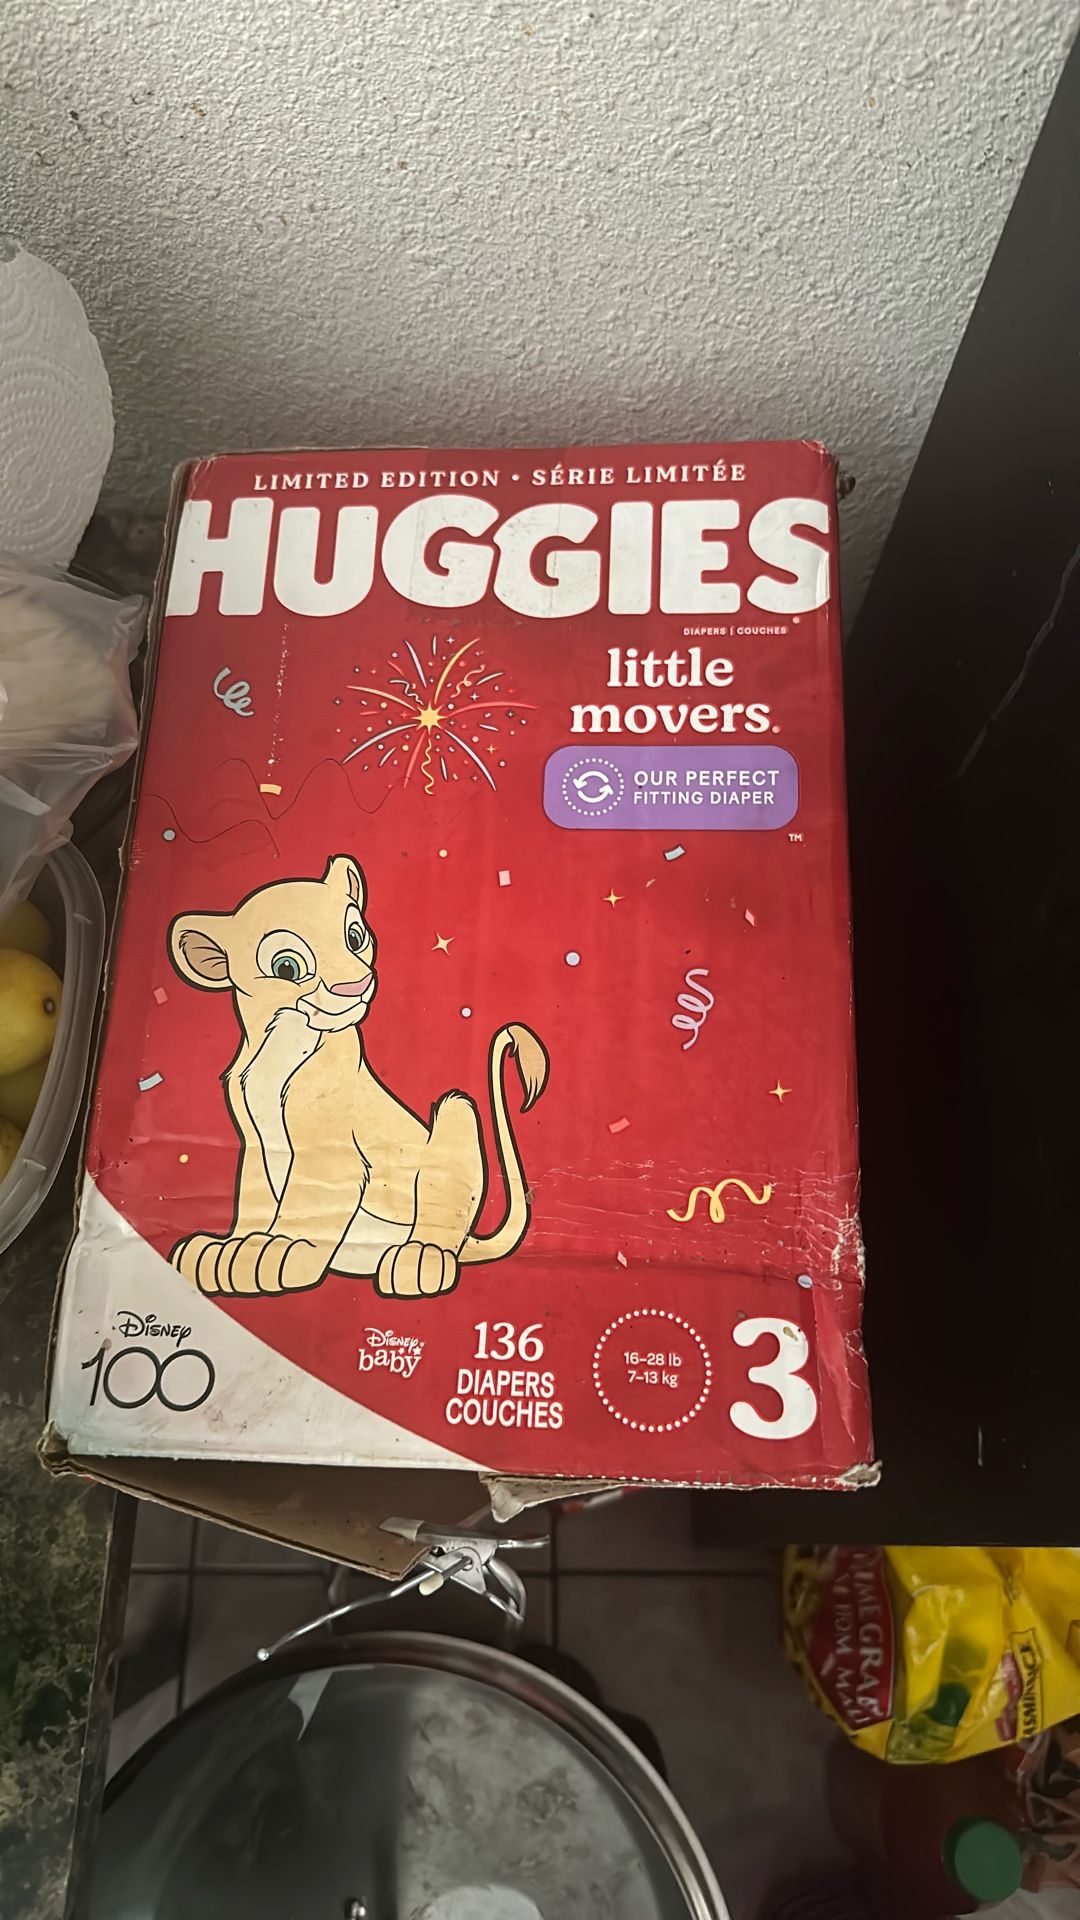 LIMITED EDITION • SÉRIE LIMITÉE
HUGGIES
DIAPERS | COUCHES
little
movers.
OUR PERFECT
FITTING DIAPER
TM
Disney
100
Disney
baby
136
DIAPERS
COUCHES
16–28 lb
7–13 kg
3